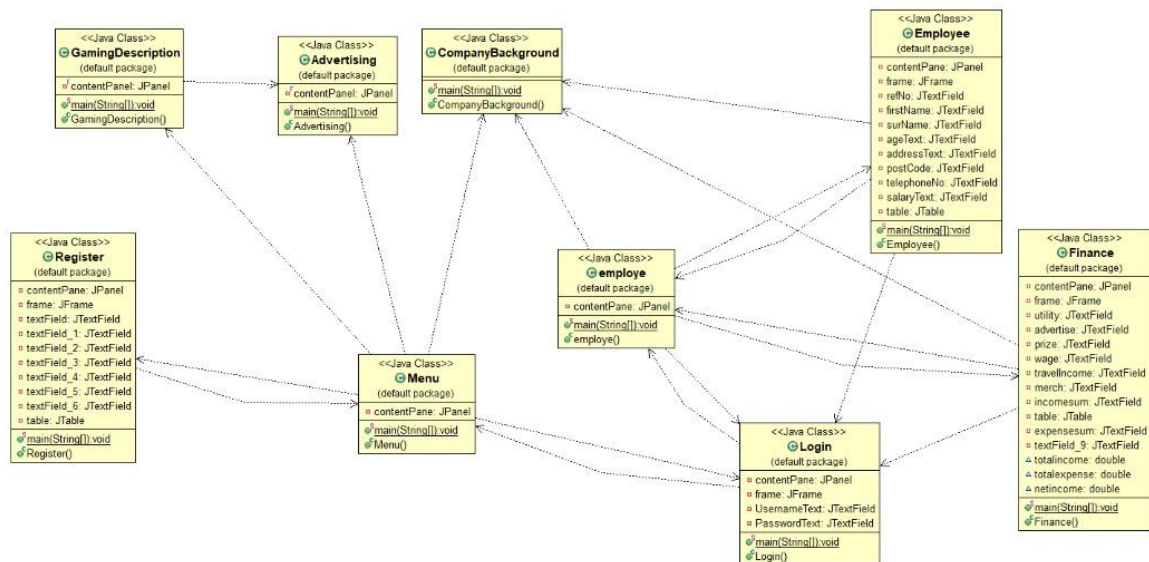 <<Java Class>>
GamingDescription
(default package)
contentPanel: JPanel
main(String[]):void
GamingDescription()
<<Java Class>>
Advertising
(default package)
contentPanel: JPanel
main(String[]):void
Advertising()
<<Java Class>>
CompanyBackground
(default package)
main(String[]):void
CompanyBackground()
<<Java Class>>
Employee
(default package)
contentPane: JPanel
frame: JFrame
refNo: JTextField
firstName: JTextField
surName: JTextField
ageText: JTextField
addressText: JTextField
postCode: JTextField
telephoneNo: JTextField
salaryText: JTextField
table: JTable
main(String[]):void
Employee()
<<Java Class>>
Register
(default package)
contentPane: JPanel
frame: JFrame
textField: JTextField
textField_1: JTextField
textField_2: JTextField
textField_3: JTextField
textField_4: JTextField
textField_5: JTextField
textField_6: JTextField
table: JTable
main(String[]):void
Register()
<<Java Class>>
employe
(default package)
contentPane: JPanel
main(String[]):void
employe()
<<Java Class>>
Finance
(default package)
contentPane: JPanel
frame: JFrame
utility: JTextField
advertise: JTextField
prize: JTextField
wage: JTextField
travelIncome: JTextField
merch: JTextField
incomesum: JTextField
table: JTable
expensesum: JTextField
textField_9: JTextField
totalincome: double
totalexpense: double
netincome: double
main(String[]):void
Finance()
<<Java Class>>
Menu
(default package)
contentPane: JPanel
main(String[]):void
Menu()
<<Java Class>>
Login
(default package)
contentPane: JPanel
frame: JFrame
UsernameText: JTextField
PasswordText: JTextField
main(String[]):void
Login()